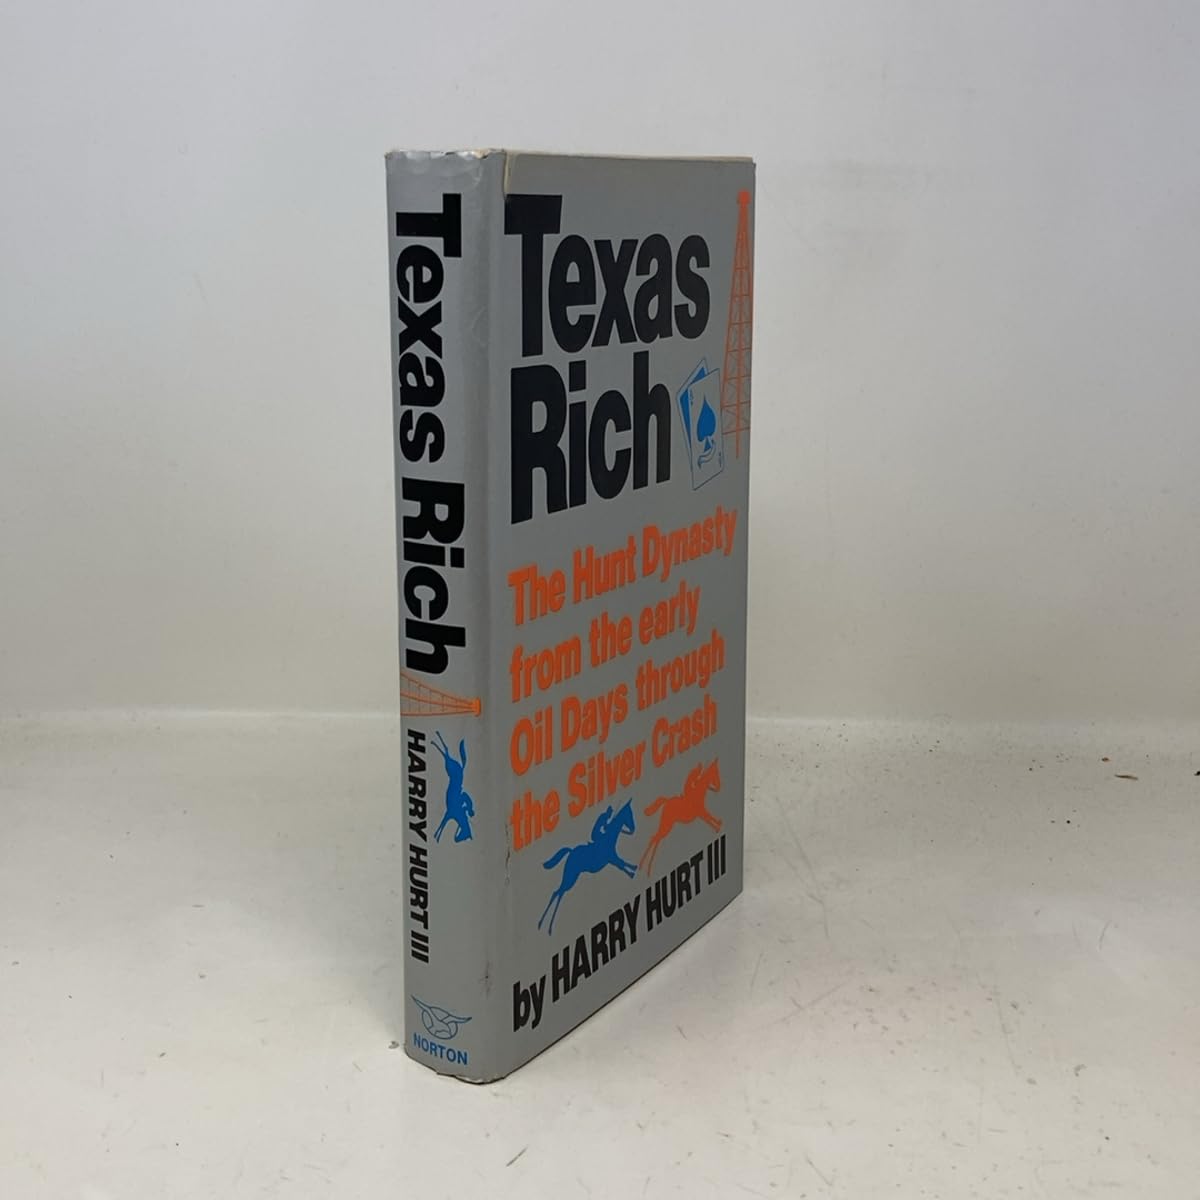 Texas Rich
HARRY HURT III
NORTON
Texas
Rich
The Hunt Dynasty
from the early
Oil Days through
the Silver Crash
by HARRY HURT III